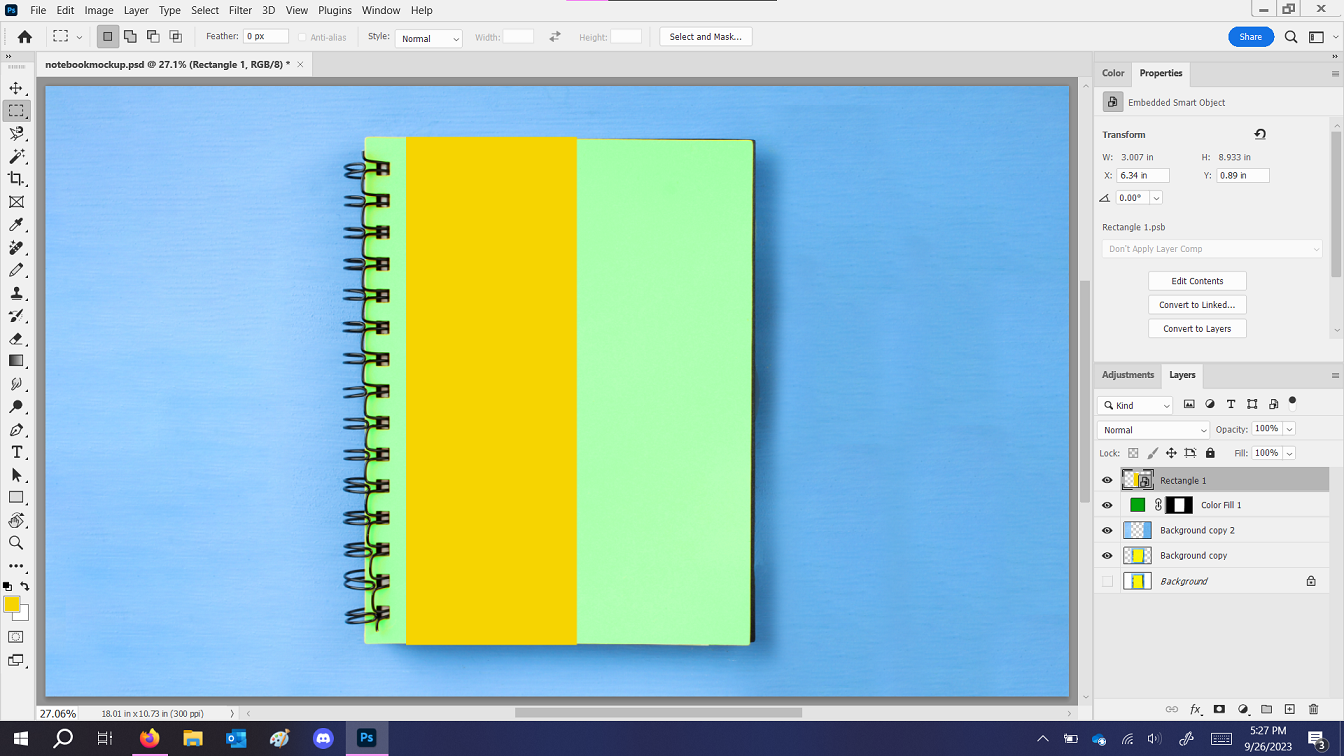 Ps File Edit Image Layer Type Select Filter 3D View Plugins Window Help
Feather: 0 px Anti-alias Style: Normal Width: Height: Select and Mask... Share
notebookmockup.psd @ 27.1% (Rectangle 1, RGB/8) *
Color Properties
Embedded Smart Object
Transform
W: 3.007 in H: 8.933 in
X: 6.34 in Y: 0.89 in
0.00°
Rectangle 1.psb
Don't Apply Layer Comp
Edit Contents
Convert to Linked...
Convert to Layers
Adjustments Layers
Kind
Normal Opacity: 100%
Lock: Fill: 100%
Rectangle 1
Color Fill 1
Background copy 2
Background copy
Background
fx
27.06% 18.01 in x 10.73 in (300 ppi)
Ps
5:27 PM
9/26/2023
3